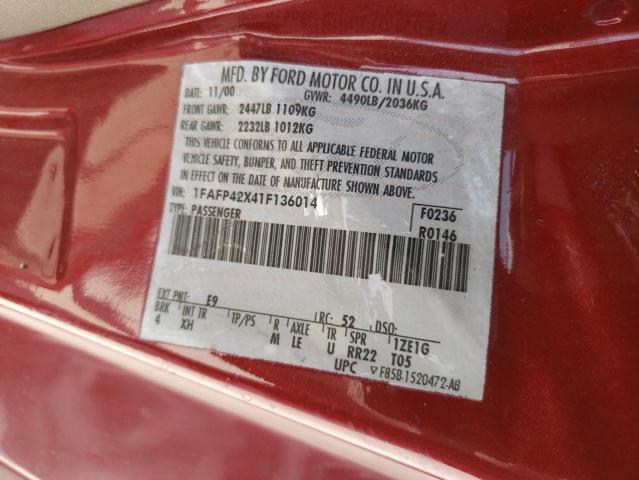 MFD. BY FORD MOTOR CO. IN U.S.A.
DATE: 11/00 GVWR: 4490LB/2036KG
FRONT GAWR: 2447LB 1109KG
REAR GAWR: 2232LB 1012KG
THIS VEHICLE CONFORMS TO ALL APPLICABLE FEDERAL MOTOR
VEHICLE SAFETY, BUMPER, AND THEFT PREVENTION STANDARDS
IN EFFECT ON THE DATE OF MANUFACTURE SHOWN ABOVE.
VIN: 1FAFP42X41F136014 F0236
TYPE: PASSENGER R0146
EXT PNT: E9 RC: 52 DSO:
BRK INT TR TP/PS R AXLE TR SPR 1ZE1G
4 XH M LE U RR22 T05
UPC ▽F85B-1520472-AB